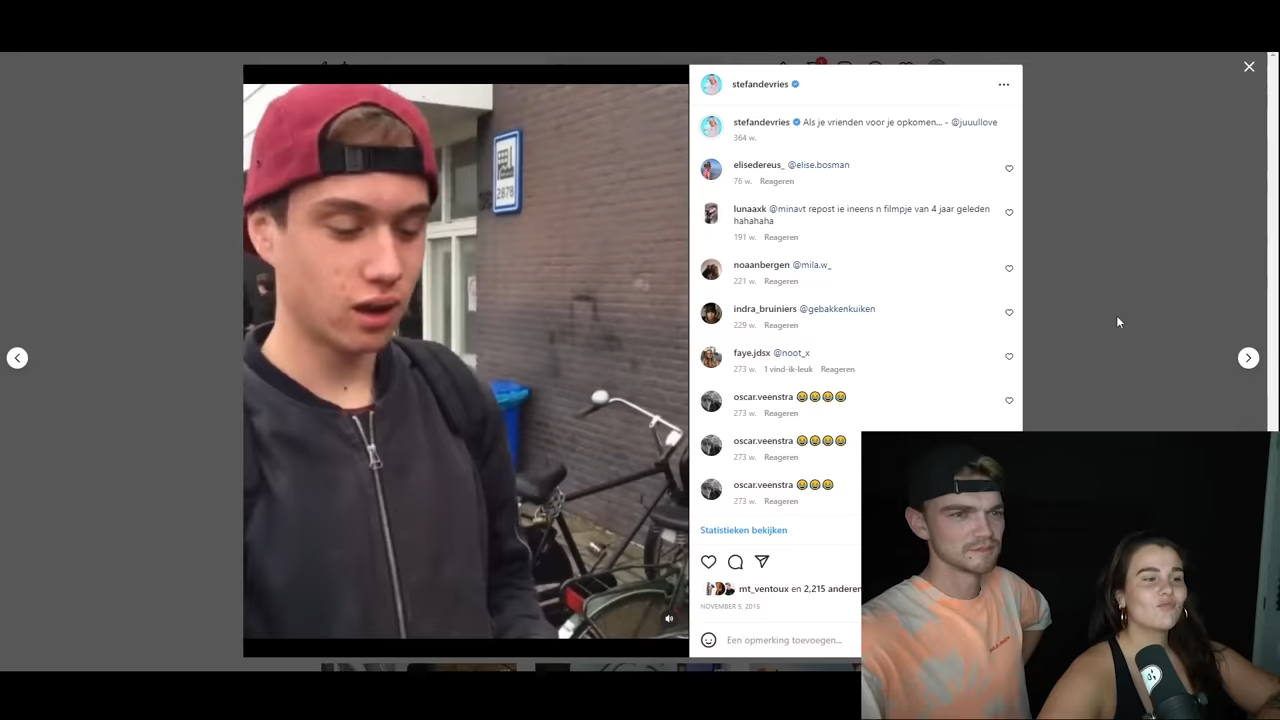 stefandevries
stefandevries Als je vrienden voor je opkomen... - @juuullove
364 w.
elisedereus_ @elise.bosman
76 w. Reageren
lunaaxk @minavt repost ie ineens n filmpje van 4 jaar geleden
hahahaha
191 w. Reageren
noaanbergen @mila.w_
221 w. Reageren
indra_bruiniers @gebakkenkuiken
229 w. Reageren
faye.jdsx @noot_x
273 w. 1 vind-ik-leuk Reageren
oscar.veenstra 😂😂😂😂
273 w. Reageren
oscar.veenstra 😂😂😂😂
273 w. Reageren
oscar.veenstra 😂😂😂
273 w. Reageren
Statistieken bekijken
mt_ventoux en 2,215 anderen
NOVEMBER 5, 2015
Een opmerking toevoegen...
2878